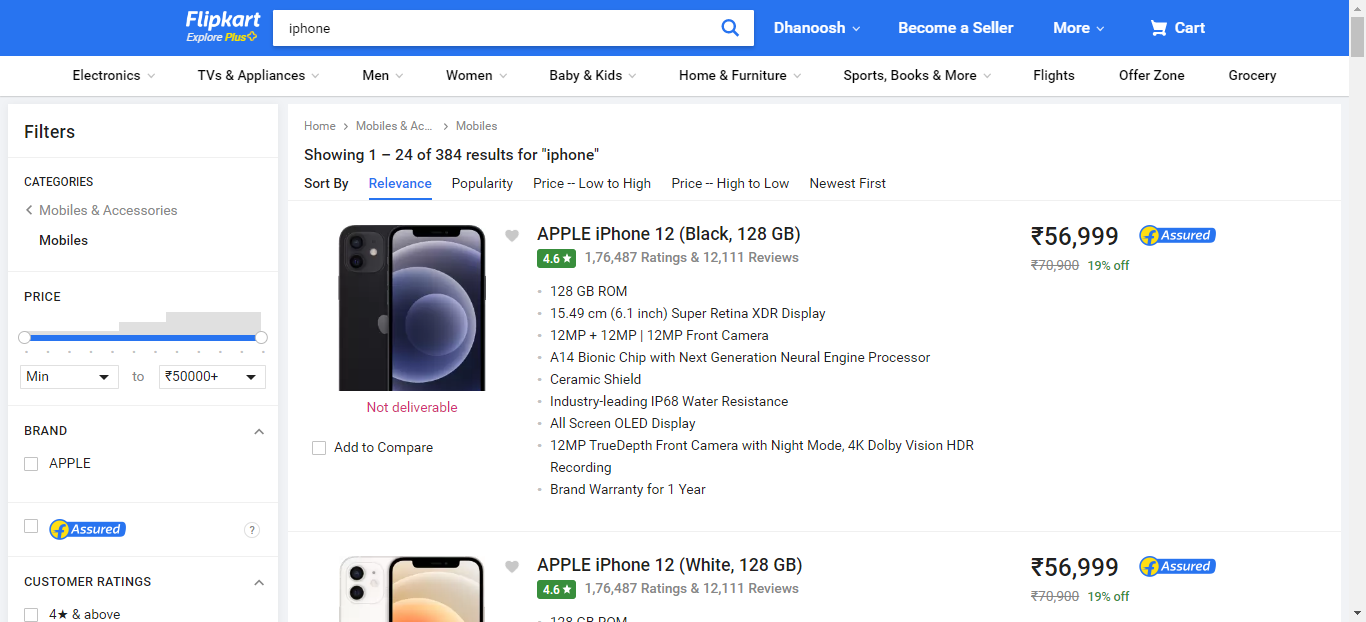 Flipkart
Explore Plus
iphone
Dhanoosh
Become a Seller
More
Cart
Electronics
TVs & Appliances
Men
Women
Baby & Kids
Home & Furniture
Sports, Books & More
Flights
Offer Zone
Grocery
Filters
CATEGORIES
Mobiles & Accessories
Mobiles
PRICE
Min
to
₹50000+
BRAND
APPLE
Assured
?
CUSTOMER RATINGS
4★ & above
Home
Mobiles & Ac...
Mobiles
Showing 1 – 24 of 384 results for "iphone"
Sort By
Relevance
Popularity
Price -- Low to High
Price -- High to Low
Newest First
Not deliverable
Add to Compare
APPLE iPhone 12 (Black, 128 GB)
4.6★ 1,76,487 Ratings & 12,111 Reviews
128 GB ROM
15.49 cm (6.1 inch) Super Retina XDR Display
12MP + 12MP | 12MP Front Camera
A14 Bionic Chip with Next Generation Neural Engine Processor
Ceramic Shield
Industry-leading IP68 Water Resistance
All Screen OLED Display
12MP TrueDepth Front Camera with Night Mode, 4K Dolby Vision HDR
Recording
Brand Warranty for 1 Year
₹56,999
Assured
₹70,900 19% off
APPLE iPhone 12 (White, 128 GB)
4.6★ 1,76,487 Ratings & 12,111 Reviews
128 GB ROM
₹56,999
Assured
₹70,900 19% off